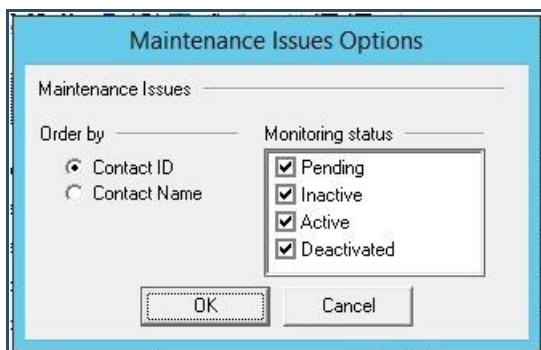 Maintenance Issues Options
Maintenance Issues
Order by
Contact ID
Contact Name
Monitoring status
Pending
Inactive
Active
Deactivated
OK
Cancel